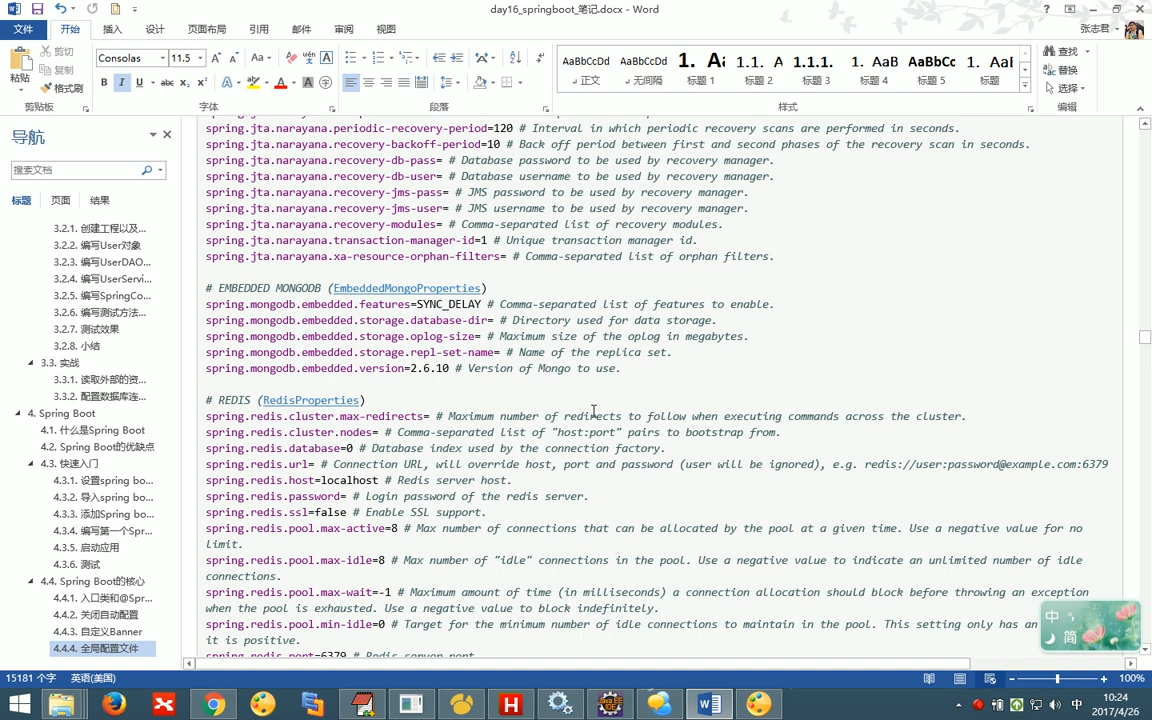 day16_springboot_笔记.docx - Word
文件 开始 插入 设计 页面布局 引用 邮件 审阅 视图 张志君
粘贴 剪切 复制 格式刷
Consolas 11.5
B I U abc
正文 无间隔 标题 1 标题 2 标题 3 标题 4 标题 5 标题
查找 替换 选择
剪贴板 字体 段落 样式 编辑
导航
搜索文档
标题 页面 结果
3.2.1. 创建工程以及...
3.2.2. 编写User对象
3.2.3. 编写UserDAO...
3.2.4. 编写UserServi...
3.2.5. 编写SpringCo...
3.2.6. 编写测试方法...
3.2.7. 测试效果
3.2.8. 小结
3.3. 实战
3.3.1. 读取外部的资...
3.3.2. 配置数据库连...
4. Spring Boot
4.1. 什么是Spring Boot
4.2. Spring Boot的优缺点
4.3. 快速入门
4.3.1. 设置spring bo...
4.3.2. 导入spring bo...
4.3.3. 添加Spring bo...
4.3.4. 编写第一个Spr...
4.3.5. 启动应用
4.3.6. 测试
4.4. Spring Boot的核心
4.4.1. 入口类和@Spr...
4.4.2. 关闭自动配置
4.4.3. 自定义Banner
4.4.4. 全局配置文件
spring.jta.narayana.periodic-recovery-period=120 # Interval in which periodic recovery scans are performed in seconds.
spring.jta.narayana.recovery-backoff-period=10 # Back off period between first and second phases of the recovery scan in seconds.
spring.jta.narayana.recovery-db-pass= # Database password to be used by recovery manager.
spring.jta.narayana.recovery-db-user= # Database username to be used by recovery manager.
spring.jta.narayana.recovery-jms-pass= # JMS password to be used by recovery manager.
spring.jta.narayana.recovery-jms-user= # JMS username to be used by recovery manager.
spring.jta.narayana.recovery-modules= # Comma-separated list of recovery modules.
spring.jta.narayana.transaction-manager-id=1 # Unique transaction manager id.
spring.jta.narayana.xa-resource-orphan-filters= # Comma-separated list of orphan filters.
# EMBEDDED MONGODB (EmbeddedMongoProperties)
spring.mongodb.embedded.features=SYNC_DELAY # Comma-separated list of features to enable.
spring.mongodb.embedded.storage.database-dir= # Directory used for data storage.
spring.mongodb.embedded.storage.oplog-size= # Maximum size of the oplog in megabytes.
spring.mongodb.embedded.storage.repl-set-name= # Name of the replica set.
spring.mongodb.embedded.version=2.6.10 # Version of Mongo to use.
# REDIS (RedisProperties)
spring.redis.cluster.max-redirects= # Maximum number of redirects to follow when executing commands across the cluster.
spring.redis.cluster.nodes= # Comma-separated list of "host:port" pairs to bootstrap from.
spring.redis.database=0 # Database index used by the connection factory.
spring.redis.url= # Connection URL, will override host, port and password (user will be ignored), e.g. redis://user:password@example.com:6379
spring.redis.host=localhost # Redis server host.
spring.redis.password= # Login password of the redis server.
spring.redis.ssl=false # Enable SSL support.
spring.redis.pool.max-active=8 # Max number of connections that can be allocated by the pool at a given time. Use a negative value for no
limit.
spring.redis.pool.max-idle=8 # Max number of "idle" connections in the pool. Use a negative value to indicate an unlimited number of idle
connections.
spring.redis.pool.max-wait=-1 # Maximum amount of time (in milliseconds) a connection allocation should block before throwing an exception
when the pool is exhausted. Use a negative value to block indefinitely.
spring.redis.pool.min-idle=0 # Target for the minimum number of idle connections to maintain in the pool. This setting only has an
it is positive.
spring.redis.port=6379 # Redis server port.
中 简
15181 个字 英语(美国) 100%
中 10:24
2017/4/26